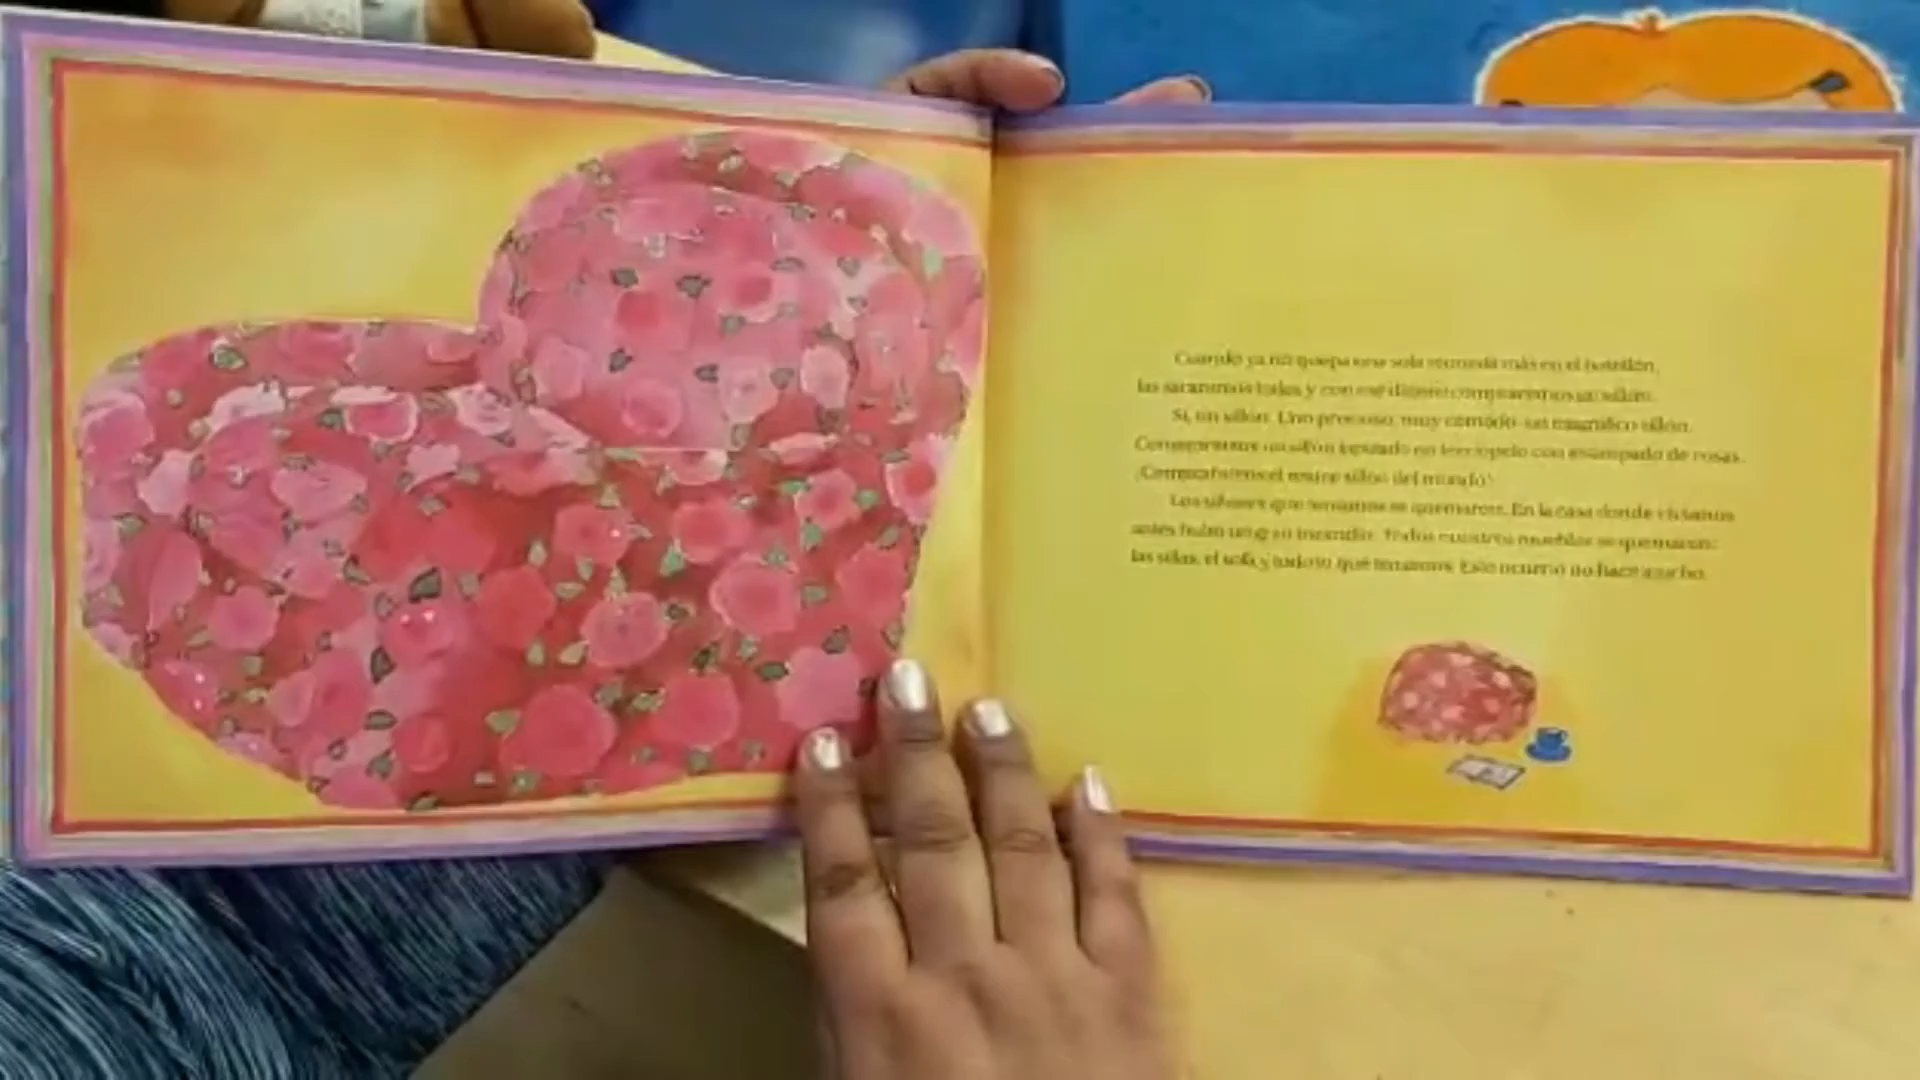 Cuando ya no quepa una sola moneda más en el botellón,
las sacaremos todas y con ese dinero compraremos un sillón.
Sí, un sillón. Uno precioso, muy cómodo, un magnífico sillón.
Compraremos un sillón tapizado en terciopelo con estampado de rosas.
¡Compraremos el mejor sillón del mundo!
Los sillones que teníamos se quemaron. En la casa donde vivíamos
antes hubo un gran incendio. Todos nuestros muebles se quemaron:
las sillas, el sofá y todo lo que teníamos. Esto ocurrió no hace mucho.